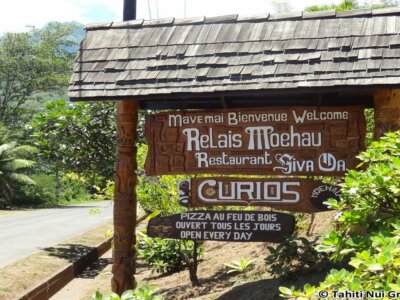 Mave mai Bienvenue Welcome
Relais Moehau
Restaurant Siva Oa
CURIOS
PIZZA AU FEU DE BOIS
OUVERT TOUS LES JOURS
OPEN EVERY DAY
© Tahiti Nui Gr